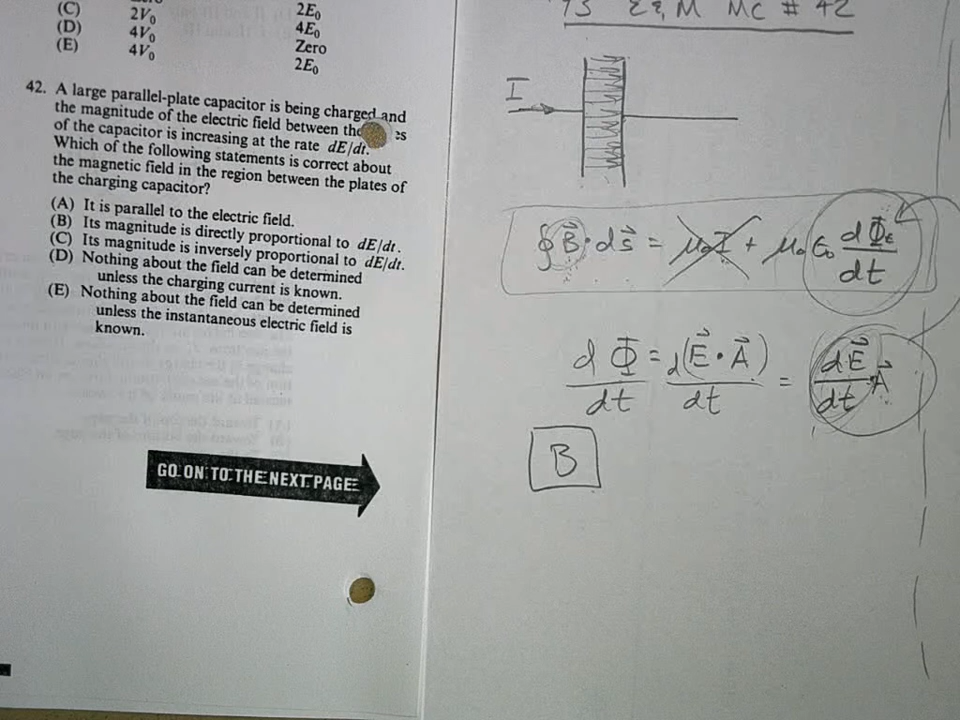 (C) 2V₀ 2E₀
(D) 4V₀ 4E₀
(E) 4V₀ Zero
2E₀
42. A large parallel-plate capacitor is being charged and
the magnitude of the electric field between the
of the capacitor is increasing at the rate dE/dt.
Which of the following statements is correct about
the magnetic field in the region between the plates of
the charging capacitor?
(A) It is parallel to the electric field.
(B) Its magnitude is directly proportional to dE/dt.
(C) Its magnitude is inversely proportional to dE/dt.
(D) Nothing about the field can be determined
unless the charging current is known.
(E) Nothing about the field can be determined
unless the instantaneous electric field is
known.
GO ON TO THE NEXT PAGE
E&M MC # 42
I
∮B⃗·ds⃗ = μ₀I + μ₀ε₀ dΦE/dt
dΦ/dt = d(E⃗·A⃗)/dt = dE⃗/dt·A⃗
B